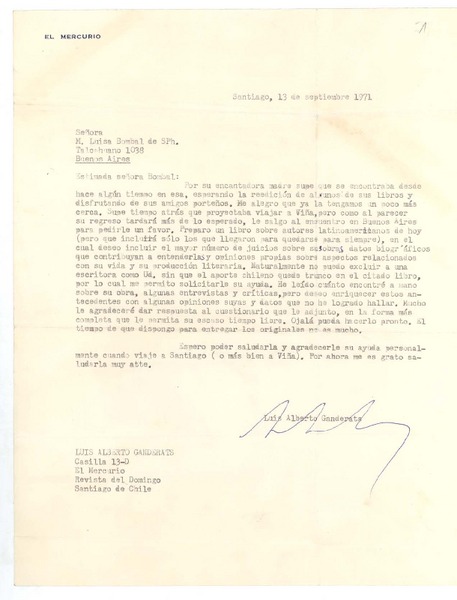 EL MERCURIO
Santiago, 13 de septiembre 1971
Señora
M. Luisa Bombal de SPh.
Talcahuano 1038
Buenos Aires
Estimada señora Bombal:
Por su encantadora madre supe que se encontraba desde
hace algún tiempo en esa, esperando la reedición de algunos de sus libros y
disfrutando de sus amigos porteños. Me alegro que ya la tengamos un poco más
cerca. Supe tiempo atrás que proyectaba viajar a Viña, pero como al parecer
su regreso tardará más de lo esperado, le salgo al encuentro en Buenos Aires
para pedirle un favor. Preparo un libro sobre autores latinoamericanos de hoy
(pero que incluirá sólo los que llegaron para quedarse para siempre), en el
cual deseo incluir el mayor número de juicios sobre su obra, datos biográficos
que contribuyan a entenderla y opiniones propias sobre aspectos relacionados
con su vida y su producción literaria. Naturalmente no puedo excluir a una
escritora como Ud, sin que el aporte chileno quede trunco en el citado libro,
por lo cual me permito solicitarle su ayuda. He leído cuánto encontré a mano
sobre su obra, algunas entrevistas y críticas, pero deseo enriquecer estos an-
tecedentes con algunas opiniones suyas y datos que no he logrado hallar. Mucho
le agradeceré dar respuesta al cuestionario que le adjunto, en la forma más
completa que le permita su escaso tiempo libre. Ojalá pueda hacerlo pronto. El
tiempo de que dispongo para entregar los originales no es mucho.
Espero poder saludarla y agradecerle su ayuda personal-
mente cuando viaje a Santiago ( o más bien a Viña). Por ahora me es grato sa-
ludarla muy atte.
Luis Alberto Ganderats
LUIS ALBERTO GANDERATS
Casilla 13-D
El Mercurio
Revista del Domingo
Santiago de Chile